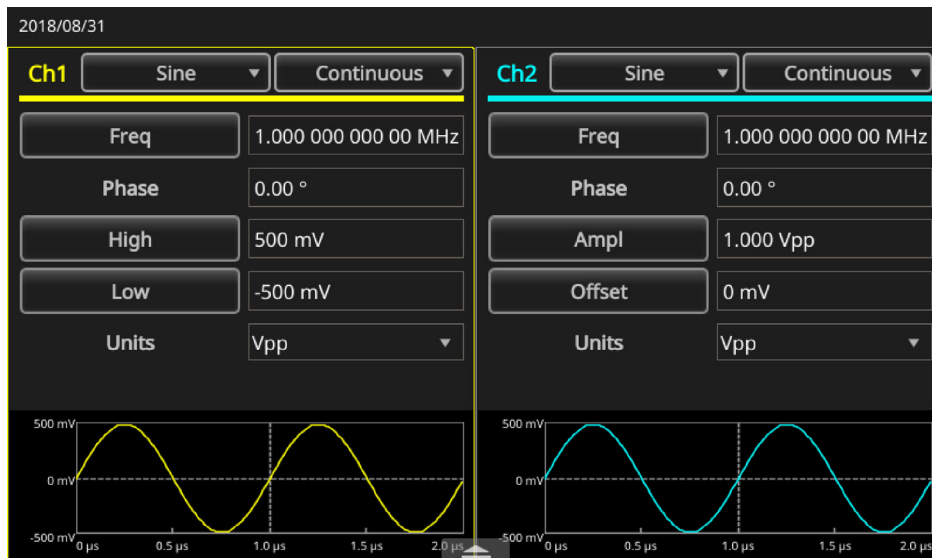 2018/08/31
Ch1 Sine Continuous
Freq 1.000 000 000 00 MHz
Phase 0.00 °
High 500 mV
Low -500 mV
Units Vpp
500 mV
0 mV
-500 mV
0 µs 0.5 µs 1.0 µs 1.5 µs 2.0 µs
Ch2 Sine Continuous
Freq 1.000 000 000 00 MHz
Phase 0.00 °
Ampl 1.000 Vpp
Offset 0 mV
Units Vpp
500 mV
0 mV
-500 mV
0 µs 0.5 µs 1.0 µs 1.5 µs 2.0 µs